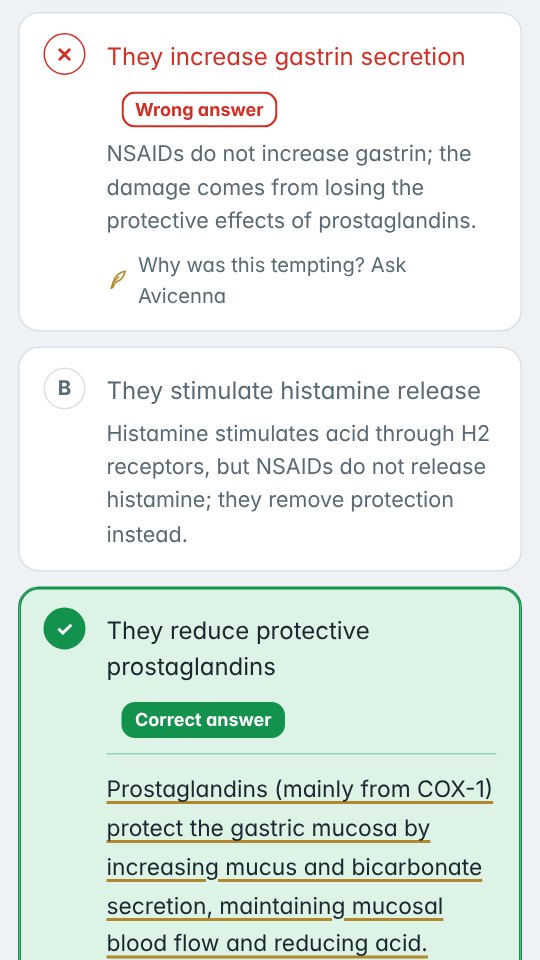 They increase gastrin secretion
Wrong answer
NSAIDs do not increase gastrin; the
damage comes from losing the
protective effects of prostaglandins.
Why was this tempting? Ask
Avicenna
B
They stimulate histamine release
Histamine stimulates acid through H2
receptors, but NSAIDs do not release
histamine; they remove protection
instead.
They reduce protective
prostaglandins
Correct answer
Prostaglandins (mainly from COX-1)
protect the gastric mucosa by
increasing mucus and bicarbonate
secretion, maintaining mucosal
blood flow and reducing acid.